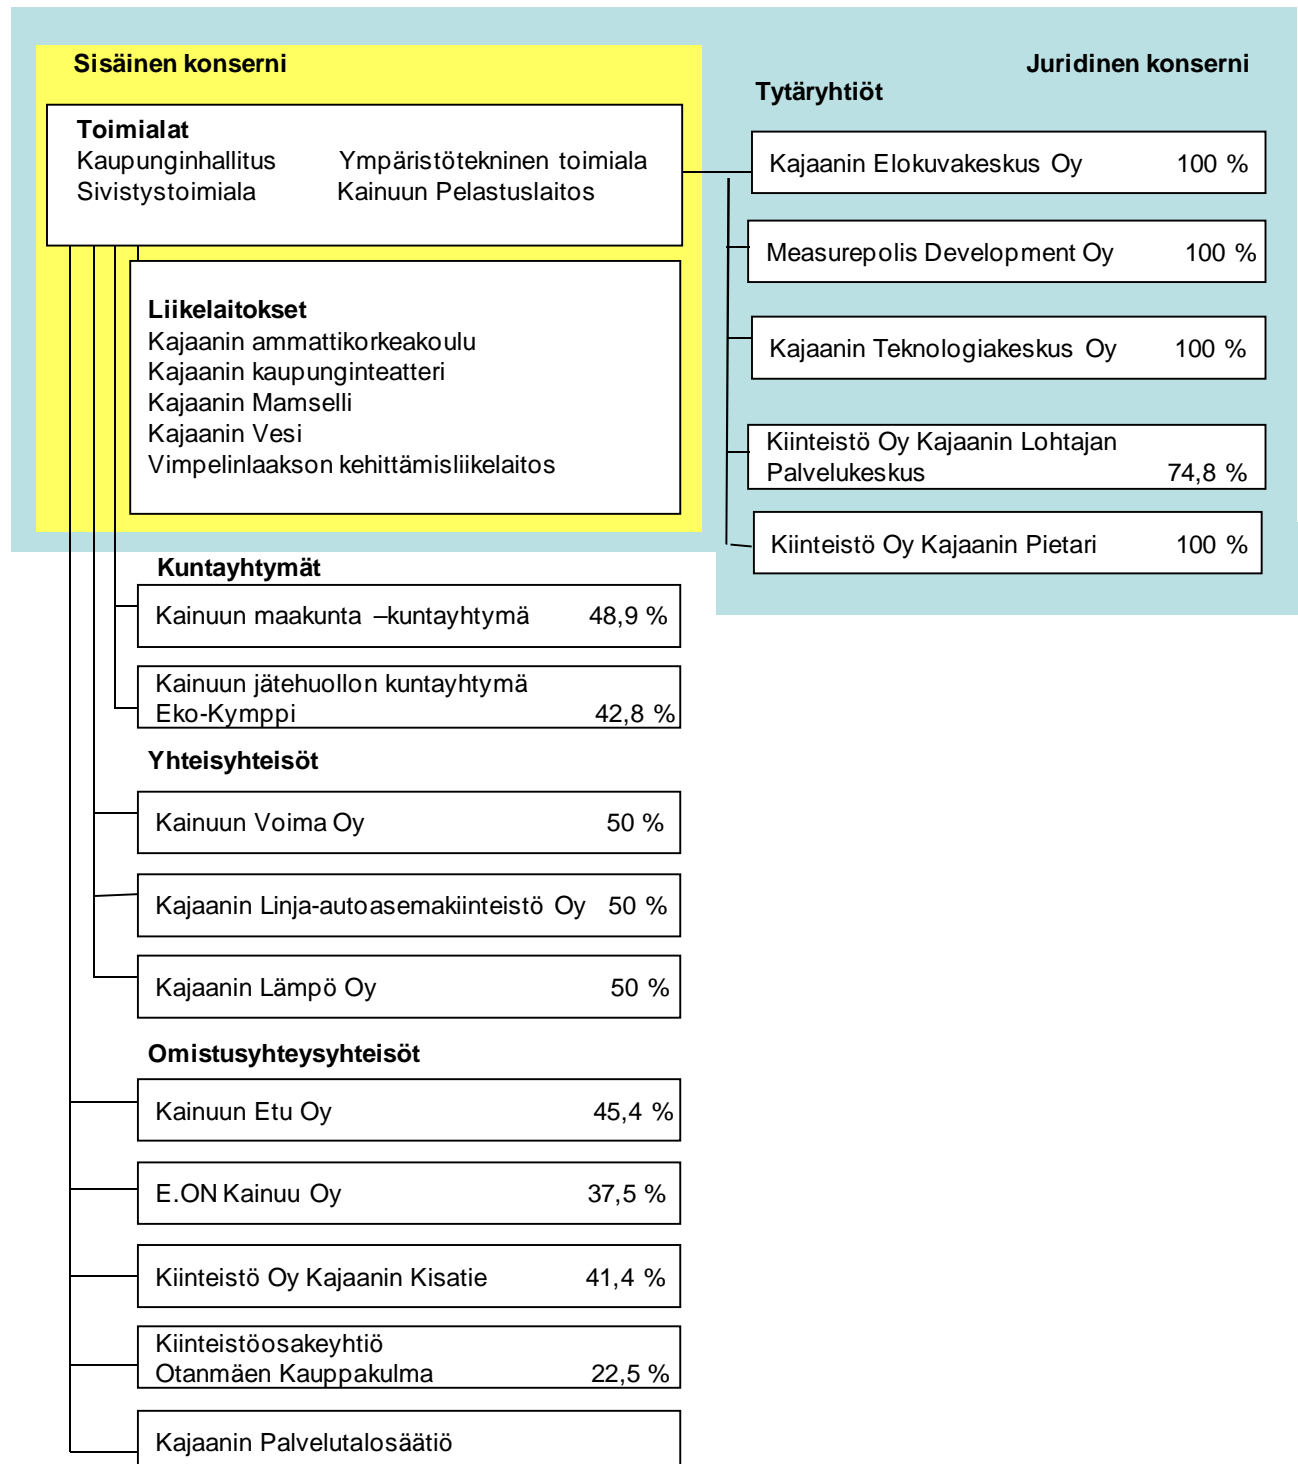 Sisäinen konserni
Juridinen konserni
Toimialat
Kaupunginhallitus Ympäristötekninen toimiala
Sivistystoimiala Kainuun Pelastuslaitos
Liikelaitokset
Kajaanin ammattikorkeakoulu
Kajaanin kaupunginteatteri
Kajaanin Mamselli
Kajaanin Vesi
Vimpelinlaakson kehittämisliikelaitos
Tytäryhtiöt
Kajaanin Elokuvakeskus Oy 100 %
Measurepolis Development Oy 100 %
Kajaanin Teknologiakeskus Oy 100 %
Kiinteistö Oy Kajaanin Lohtajan
Palvelukeskus 74,8 %
Kiinteistö Oy Kajaanin Pietari 100 %
Kuntayhtymät
Kainuun maakunta –kuntayhtymä 48,9 %
Kainuun jätehuollon kuntayhtymä
Eko-Kymppi 42,8 %
Yhteisyhteisöt
Kainuun Voima Oy 50 %
Kajaanin Linja-autoasemakiinteistö Oy 50 %
Kajaanin Lämpö Oy 50 %
Omistusyhteysyhteisöt
Kainuun Etu Oy 45,4 %
E.ON Kainuu Oy 37,5 %
Kiinteistö Oy Kajaanin Kisatie 41,4 %
Kiinteistöosakeyhtiö
Otanmäen Kauppakulma 22,5 %
Kajaanin Palvelutalosäätiö